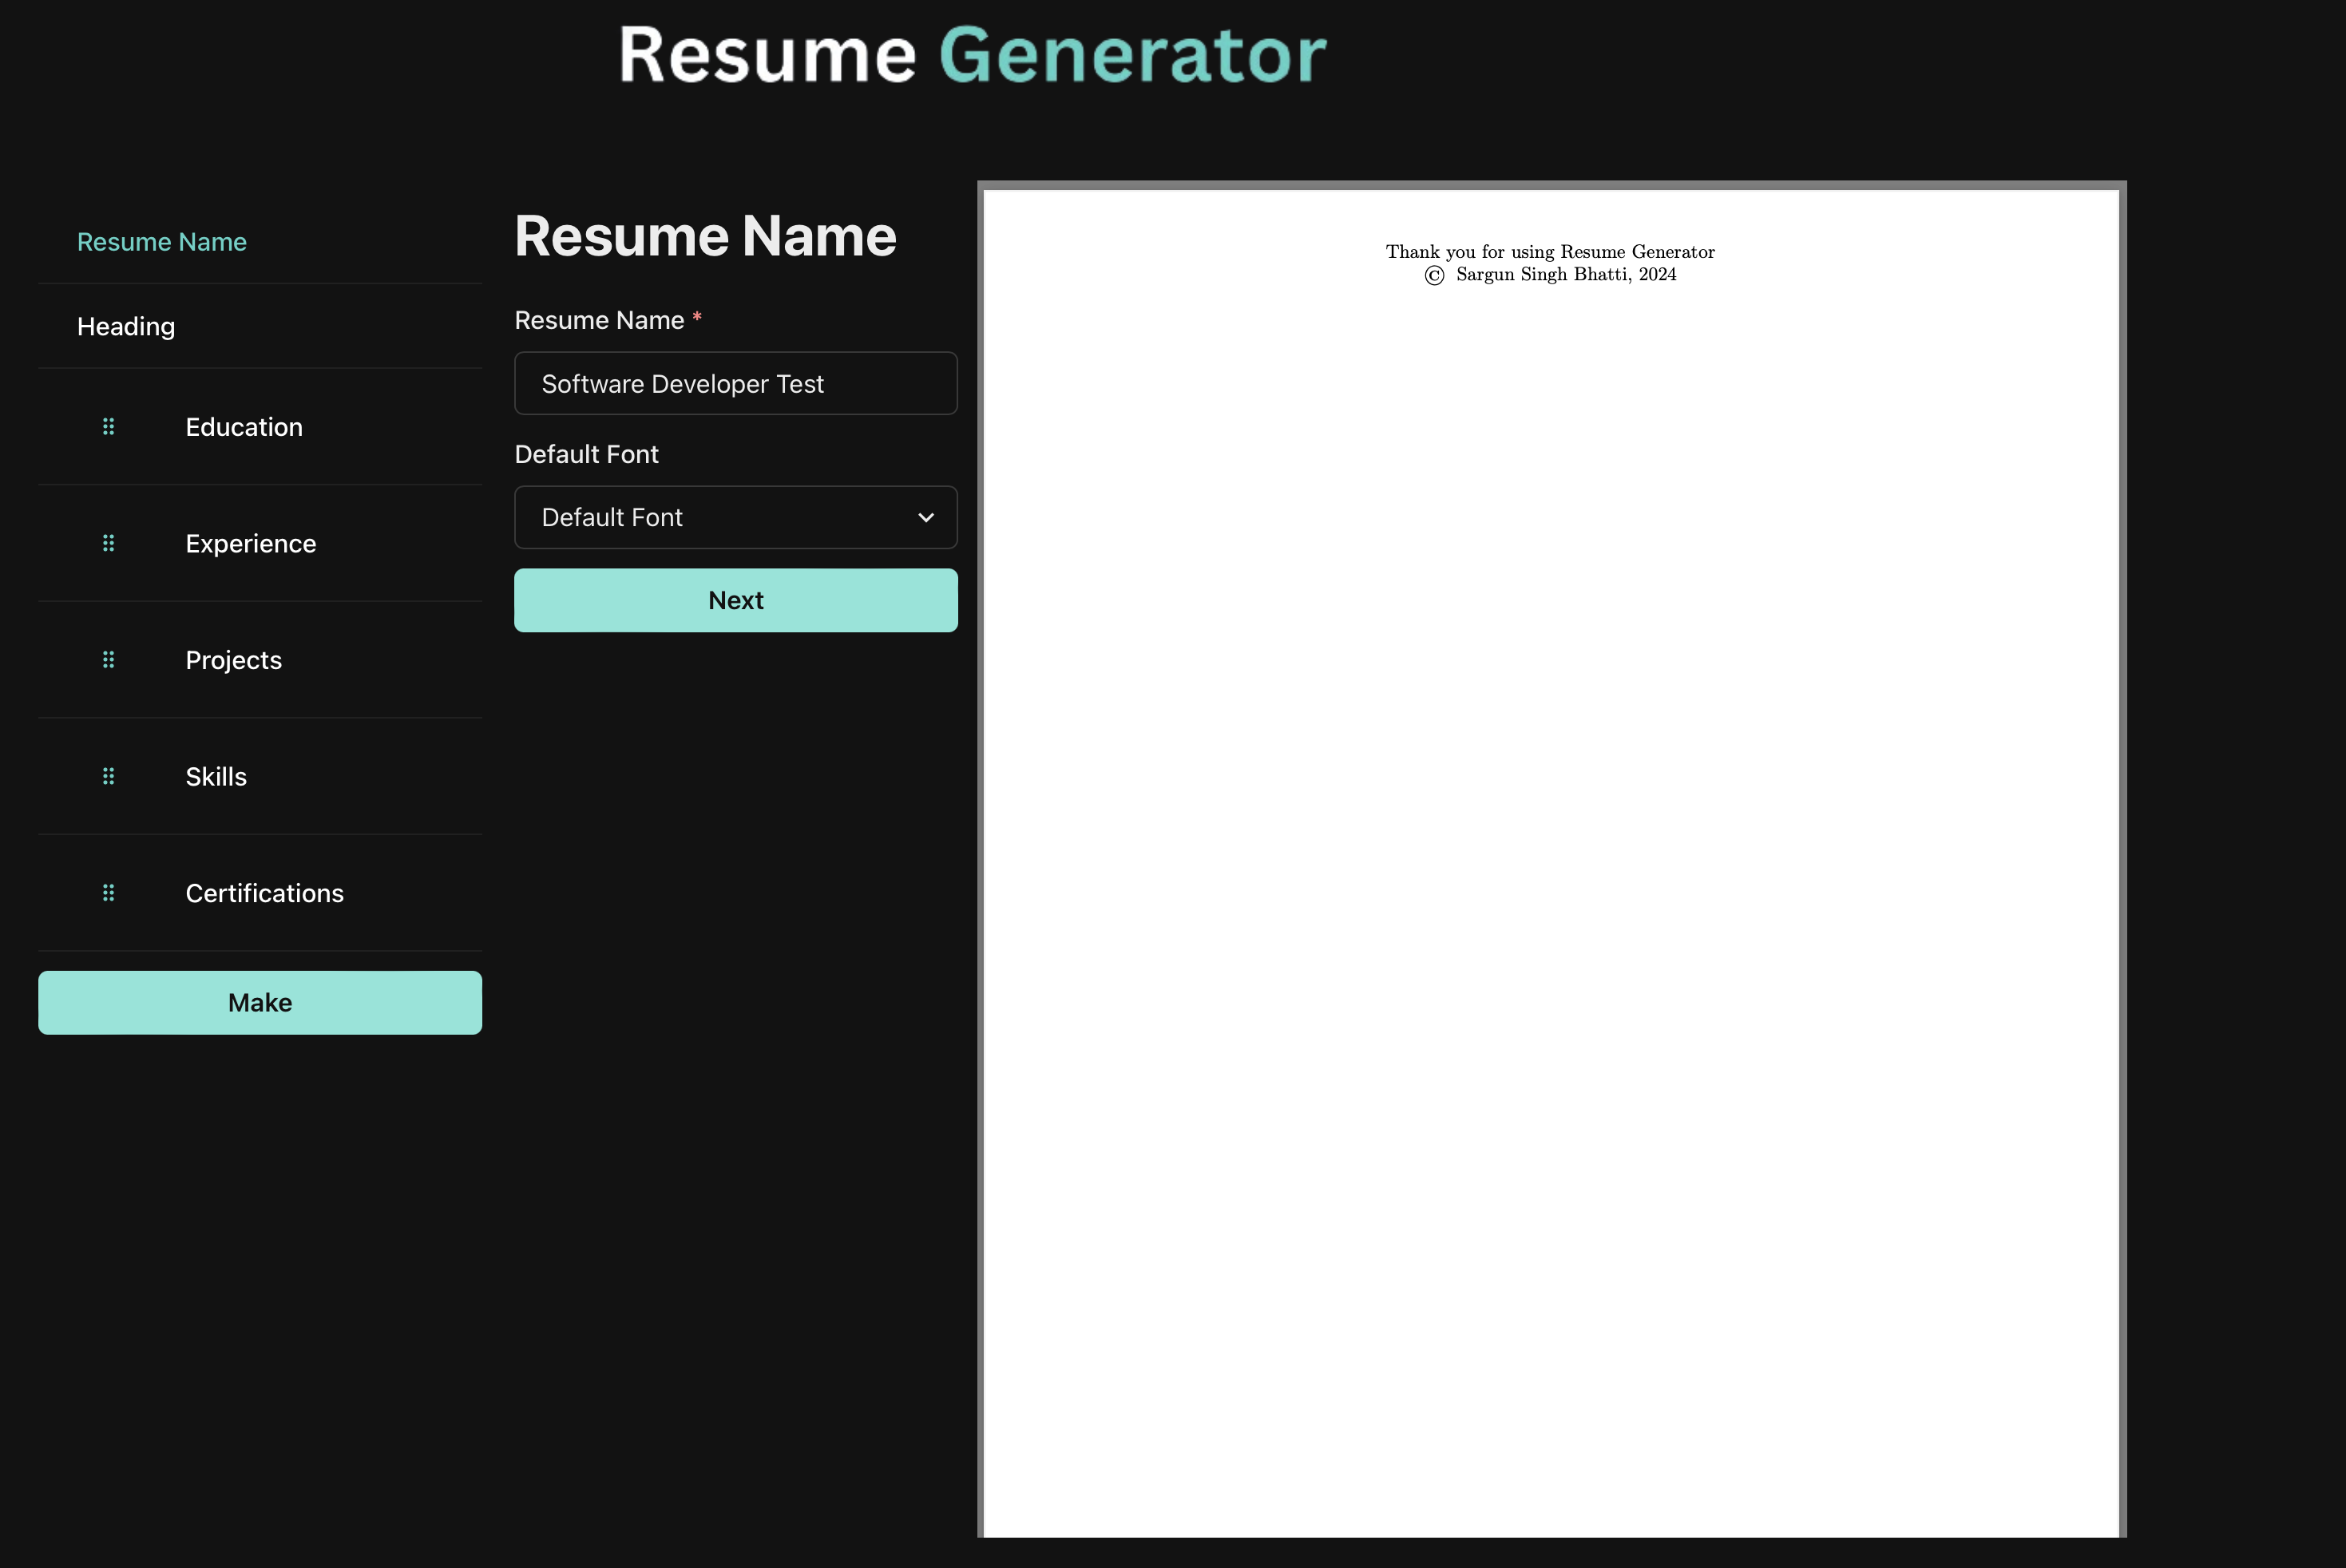 Resume Generator
Resume Name
Heading
Education
Experience
Projects
Skills
Certifications
Make
Resume Name
Resume Name *
Software Developer Test
Default Font
Default Font
Next
Thank you for using Resume Generator
© Sargun Singh Bhatti, 2024